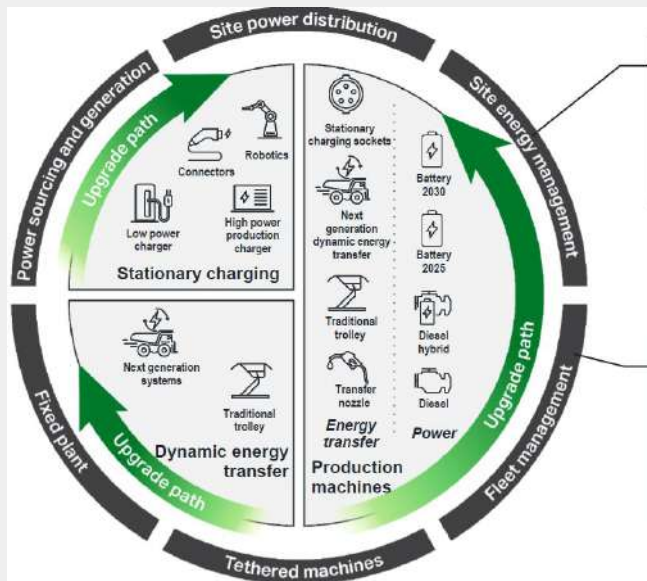 Site power distribution
Power sourcing and generation
Site energy management
Upgrade path
Connectors
Robotics
Low power
charger
High power
production
charger
Stationary charging
Stationary
charging sockets
Next
generation
dynamic energy
transfer
Traditional
trolley
Transfer
nozzle
Energy
transfer
Battery
2030
Battery
2025
Diesel
hybrid
Diesel
Power
Production
machines
Upgrade path
Next generation
systems
Traditional
trolley
Dynamic energy
transfer
Upgrade path
Fixed plant
Fleet management
Tethered machines